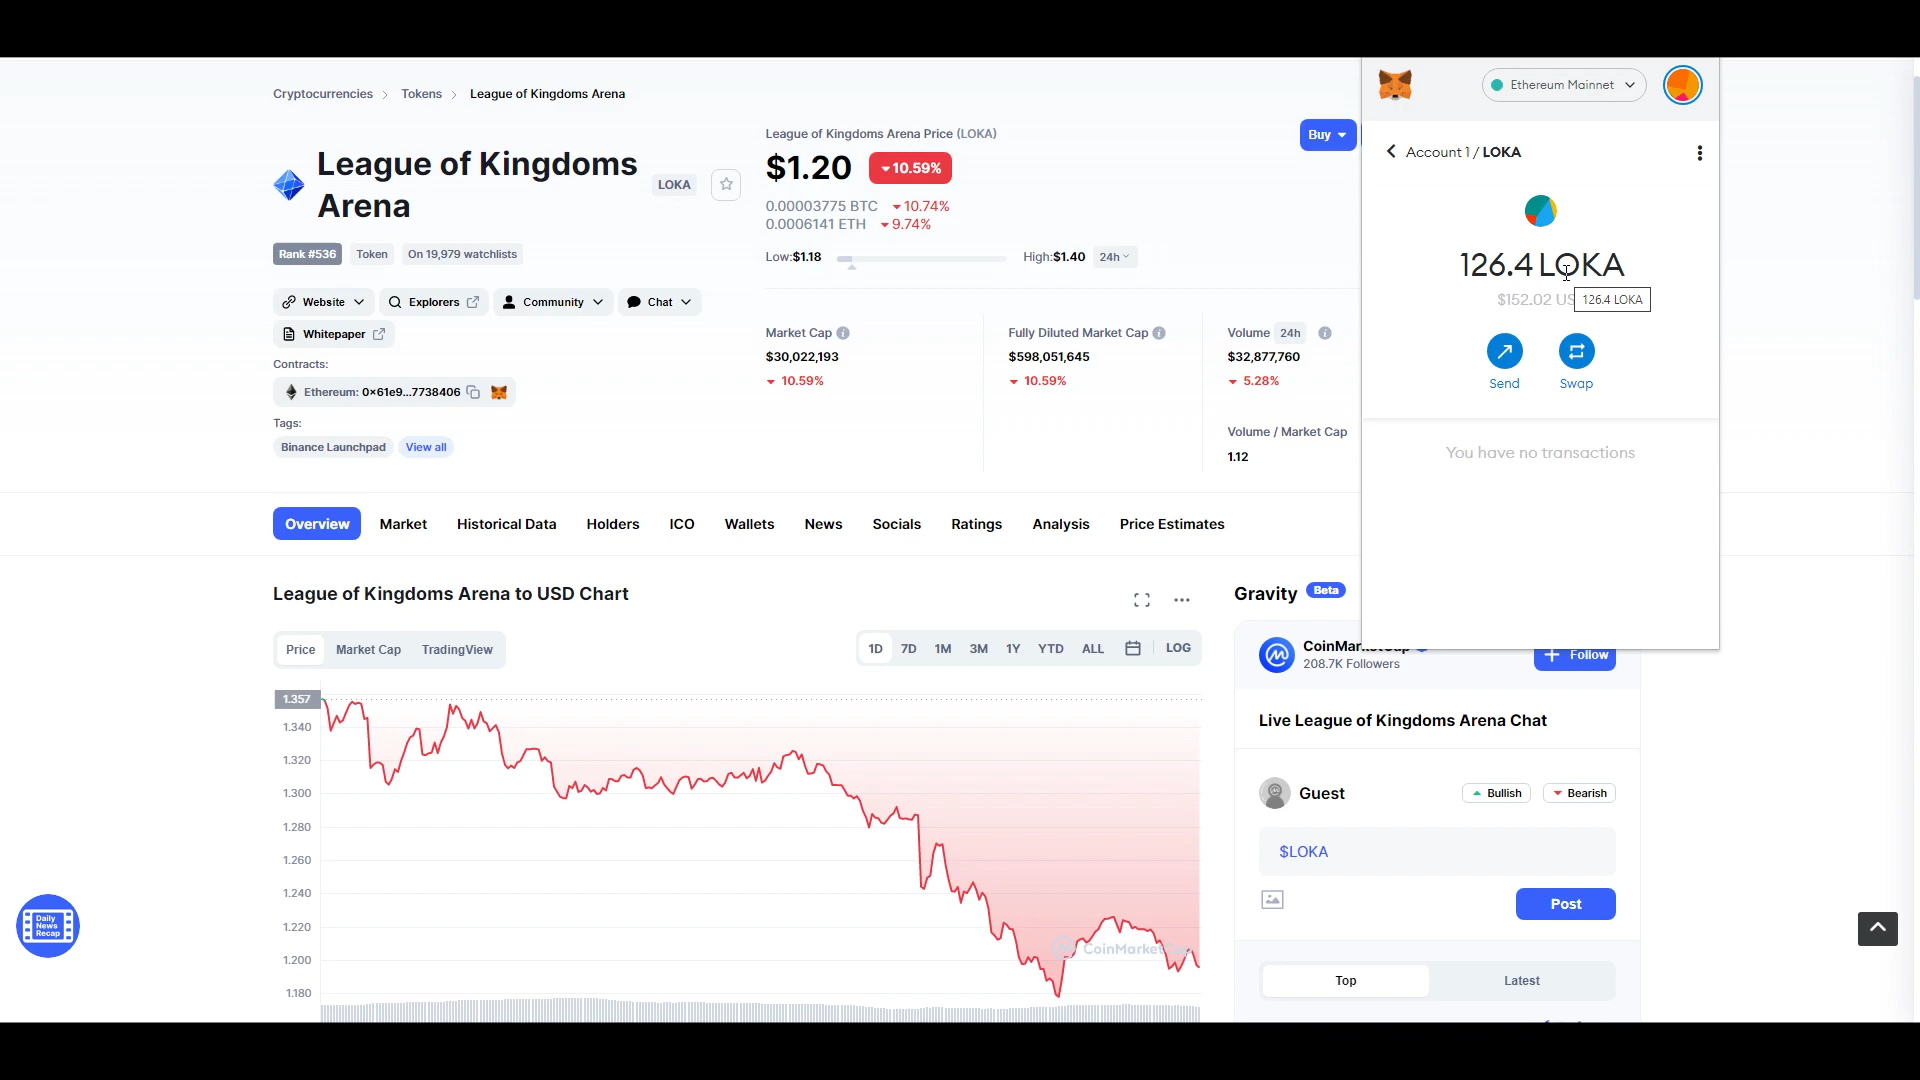 Cryptocurrencies > Tokens > League of Kingdoms Arena
League of Kingdoms
Arena
LOKA
Rank #536
Token
On 19,979 watchlists
Website
Explorers
Community
Chat
Whitepaper
Contracts:
Ethereum: 0x61e9...7738406
Tags:
Binance Launchpad
View all
League of Kingdoms Arena Price (LOKA)
$1.20
10.59%
0.00003775 BTC
10.74%
0.0006141 ETH
9.74%
Low:$1.18
High:$1.40
24h
Buy
Market Cap
$30,022,193
10.59%
Fully Diluted Market Cap
$598,051,645
10.59%
Volume 24h
$32,877,760
5.28%
Volume / Market Cap
1.12
Ethereum Mainnet
Account 1 / LOKA
126.4 LOKA
$152.02 US
126.4 LOKA
Send
Swap
You have no transactions
Overview
Market
Historical Data
Holders
ICO
Wallets
News
Socials
Ratings
Analysis
Price Estimates
League of Kingdoms Arena to USD Chart
Price
Market Cap
TradingView
1D
7D
1M
3M
1Y
YTD
ALL
LOG
1.357
1.340
1.320
1.300
1.280
1.260
1.240
1.220
1.200
1.180
Gravity
Beta
208.7K Followers
Follow
Live League of Kingdoms Arena Chat
Guest
Bullish
Bearish
$LOKA
Post
Top
Latest
Daily
News
Recap